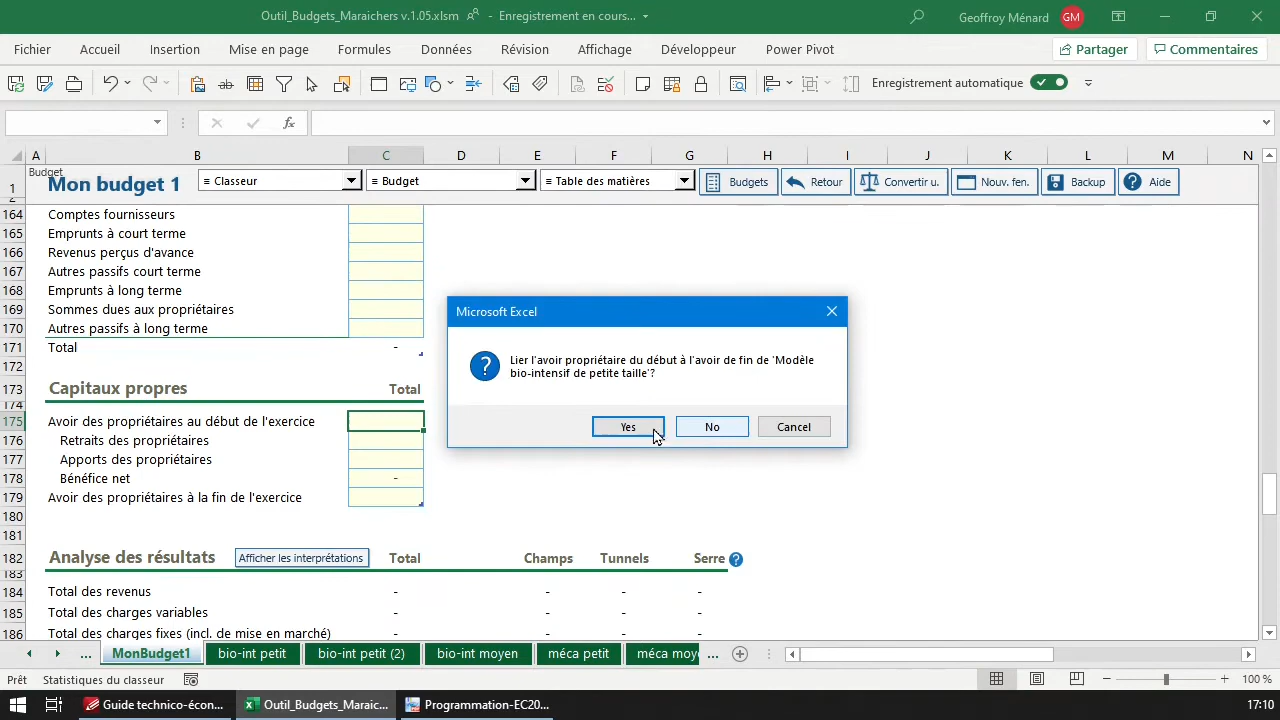 Outil_Budgets_Maraichers v.1.05.xlsm - Enregistrement en cours...
Geoffroy Ménard GM
Fichier Accueil Insertion Mise en page Formules Données Révision Affichage Développeur Power Pivot Partager Commentaires
Enregistrement automatique
fx
A B C D E F G H I J K L M N
Budget
1 Mon budget 1 ≡ Classeur ≡ Budget ≡ Table des matières Budgets Retour Convertir u. Nouv. fen. Backup ? Aide
2
164 Comptes fournisseurs
165 Emprunts à court terme
166 Revenus perçus d'avance
167 Autres passifs court terme
168 Emprunts à long terme
169 Sommes dues aux propriétaires
170 Autres passifs à long terme
171 Total -
172
173 Capitaux propres Total
174
175 Avoir des propriétaires au début de l'exercice
176 Retraits des propriétaires
177 Apports des propriétaires
178 Bénéfice net -
179 Avoir des propriétaires à la fin de l'exercice
180
181
182 Analyse des résultats Afficher les interprétations Total Champs Tunnels Serre ?
183
184 Total des revenus - - - -
185 Total des charges variables - - - -
186 Total des charges fixes (incl. de mise en marché) - - - -
Microsoft Excel
? Lier l'avoir propriétaire du début à l'avoir de fin de 'Modèle
bio-intensif de petite taille'?
Yes No Cancel
... MonBudget1 bio-int petit bio-int petit (2) bio-int moyen méca petit méca moye ...
Prêt Statistiques du classeur 100 %
Guide technico-écon... Outil_Budgets_Maraic... Programmation-EC20... 17:10